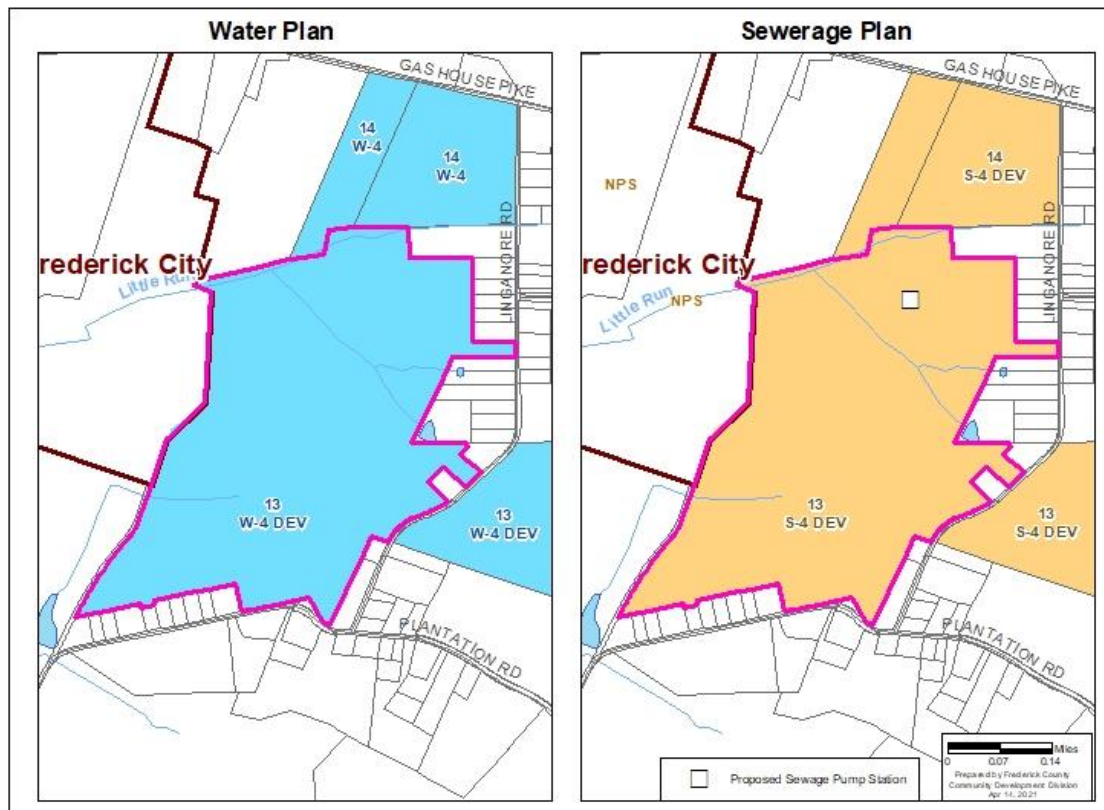 Water Plan
GAS HOUSE PIKE
14
W-4
14
W-4
LINGANORE RD
rederick City
Little Run
13
W-4 DEV
13
W-4 DEV
PLANTATION RD
Sewerage Plan
GAS HOUSE PIKE
14
S-4 DEV
NPS
LINGANORE RD
rederick City
Little Run
NPS
13
S-4 DEV
13
S-4 DEV
PLANTATION RD
Proposed Sewage Pump Station
Miles
0 0.07 0.14
Prepared by Frederick County
Community Development Division
Apr 14, 2021